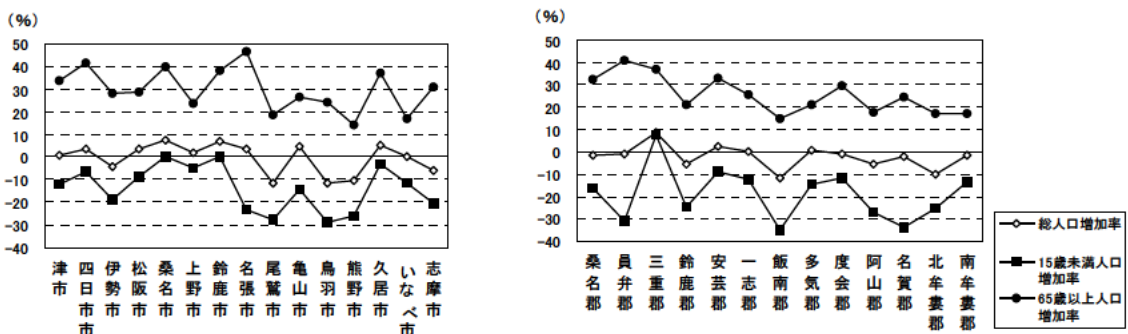 (%)
50
40
30
20
10
0
-10
-20
-30
-40
津市
四日市市
伊勢市
松阪市
桑名市
上野市
鈴鹿市
名張市
尾鷲市
亀山市
鳥羽市
熊野市
久居市
いなべ市
志摩市
(%)
50
40
30
20
10
0
-10
-20
-30
-40
桑名郡
員弁郡
三重郡
鈴鹿郡
安芸郡
一志郡
飯南郡
多気郡
度会郡
阿山郡
名賀郡
北牟婁郡
南牟婁郡
総人口増加率
15歳未満人口
増加率
65歳以上人口
増加率